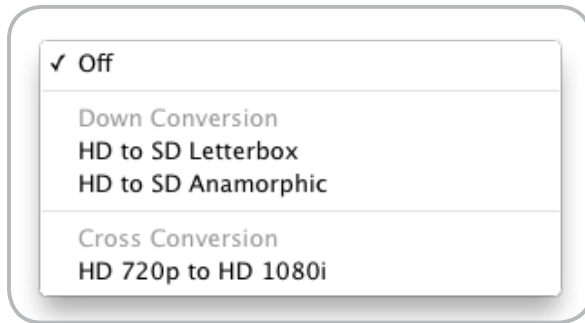 ✓ Off
Down Conversion
HD to SD Letterbox
HD to SD Anamorphic
Cross Conversion
HD 720p to HD 1080i